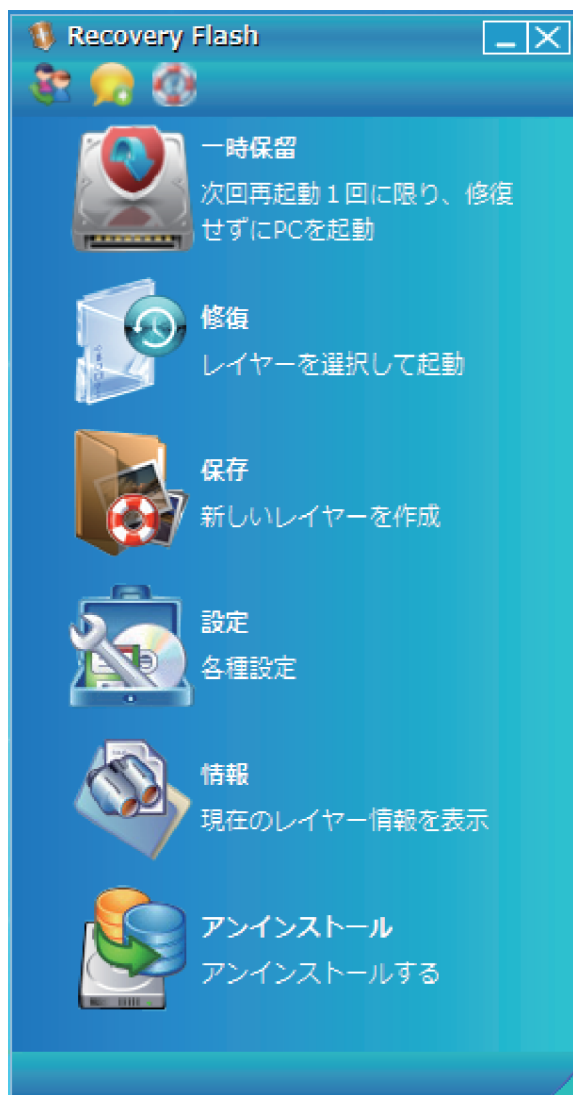 Recovery Flash
一時保留
次回再起動１回に限り、修復
せずにPCを起動
修復
レイヤーを選択して起動
保存
新しいレイヤーを作成
設定
各種設定
情報
現在のレイヤー情報を表示
アンインストール
アンインストールする